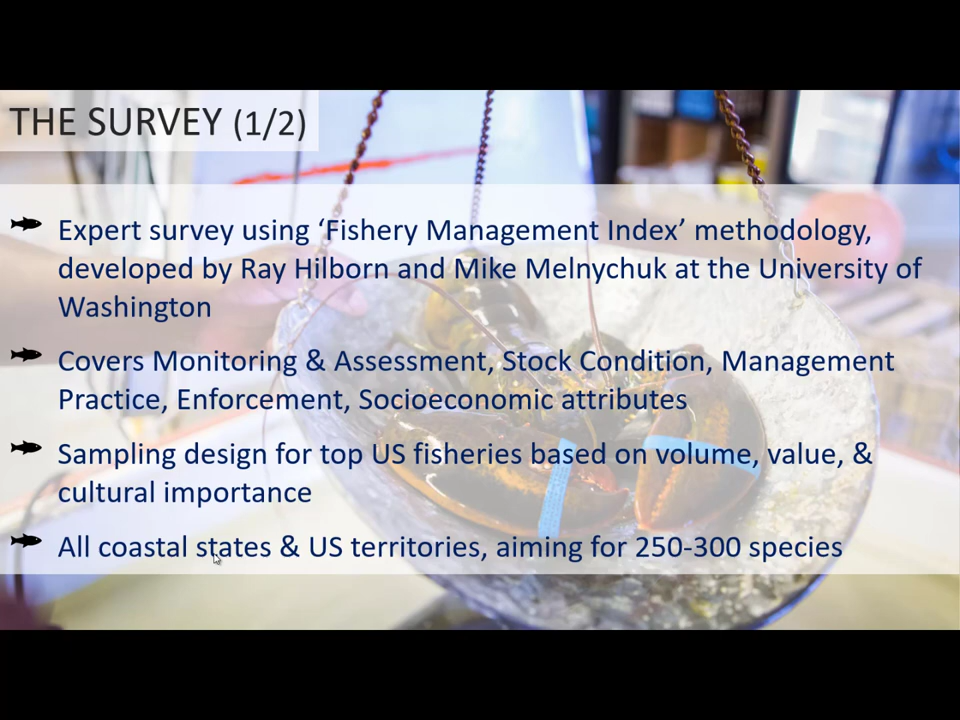 THE SURVEY (1/2)
Expert survey using ‘Fishery Management Index’ methodology,
developed by Ray Hilborn and Mike Melnychuk at the University of
Washington
Covers Monitoring & Assessment, Stock Condition, Management
Practice, Enforcement, Socioeconomic attributes
Sampling design for top US fisheries based on volume, value, &
cultural importance
All coastal states & US territories, aiming for 250-300 species